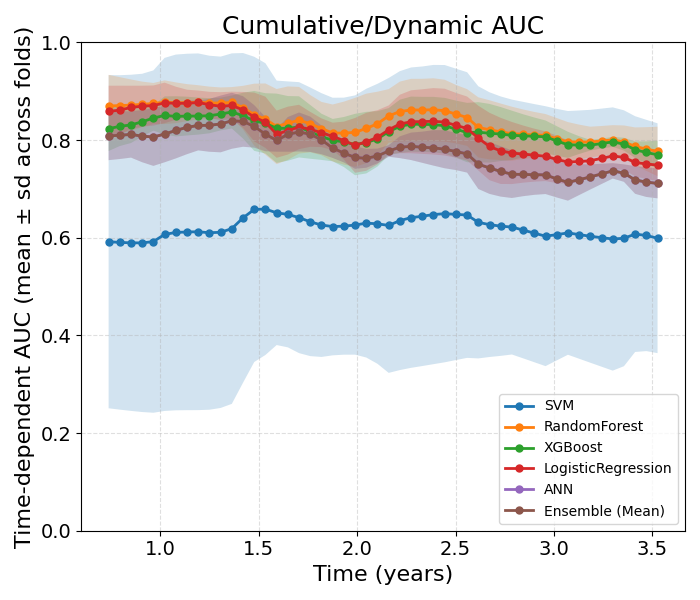 Cumulative/Dynamic AUC
Time-dependent AUC (mean ± sd across folds)
1.0
0.8
0.6
0.4
0.2
0.0
SVM
RandomForest
XGBoost
LogisticRegression
ANN
Ensemble (Mean)
1.0 1.5 2.0 2.5 3.0 3.5
Time (years)